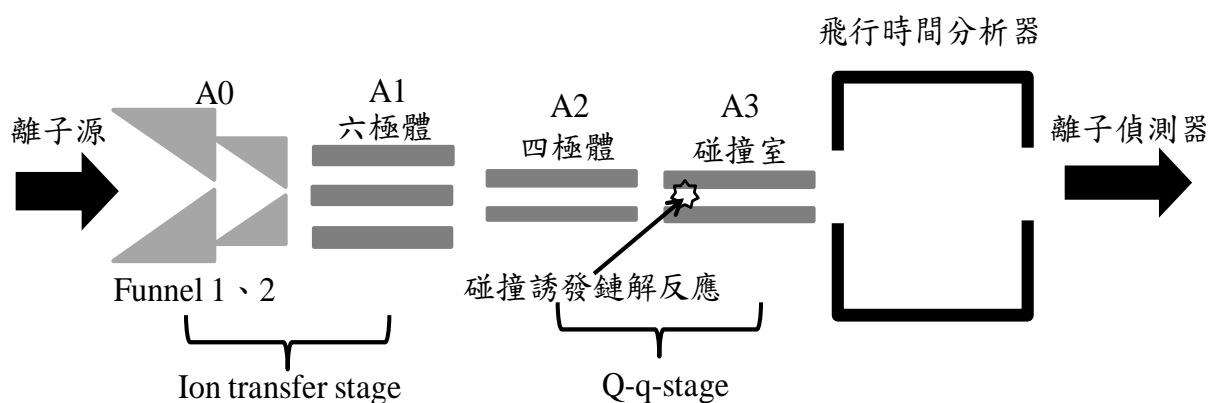 飛行時間分析器
A0
A1
A2
A3
離子源
六極體
四極體
碰撞室
離子偵測器
Funnel 1、2
碰撞誘發鏈解反應
Ion transfer stage
Q-q-stage